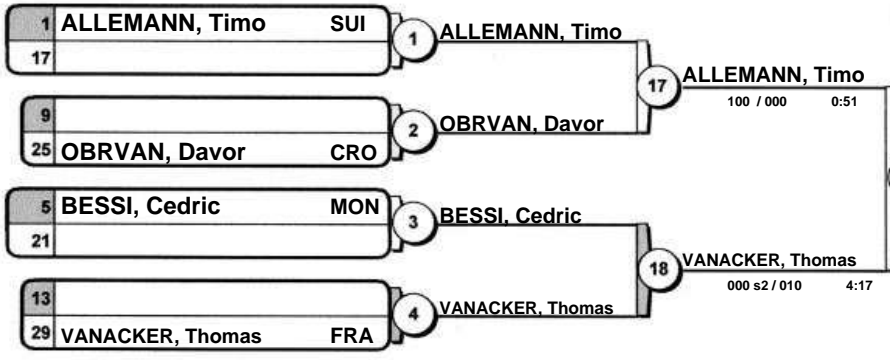 1 ALLEMANN, Timo SUI
17
1
ALLEMANN, Timo
9
25 OBRVAN, Davor CRO
2
OBRVAN, Davor
17
ALLEMANN, Timo
100 / 000 0:51
5 BESSI, Cedric MON
21
3
BESSI, Cedric
13
29 VANACKER, Thomas FRA
4
VANACKER, Thomas
18
VANACKER, Thomas
000 s2 / 010 4:17